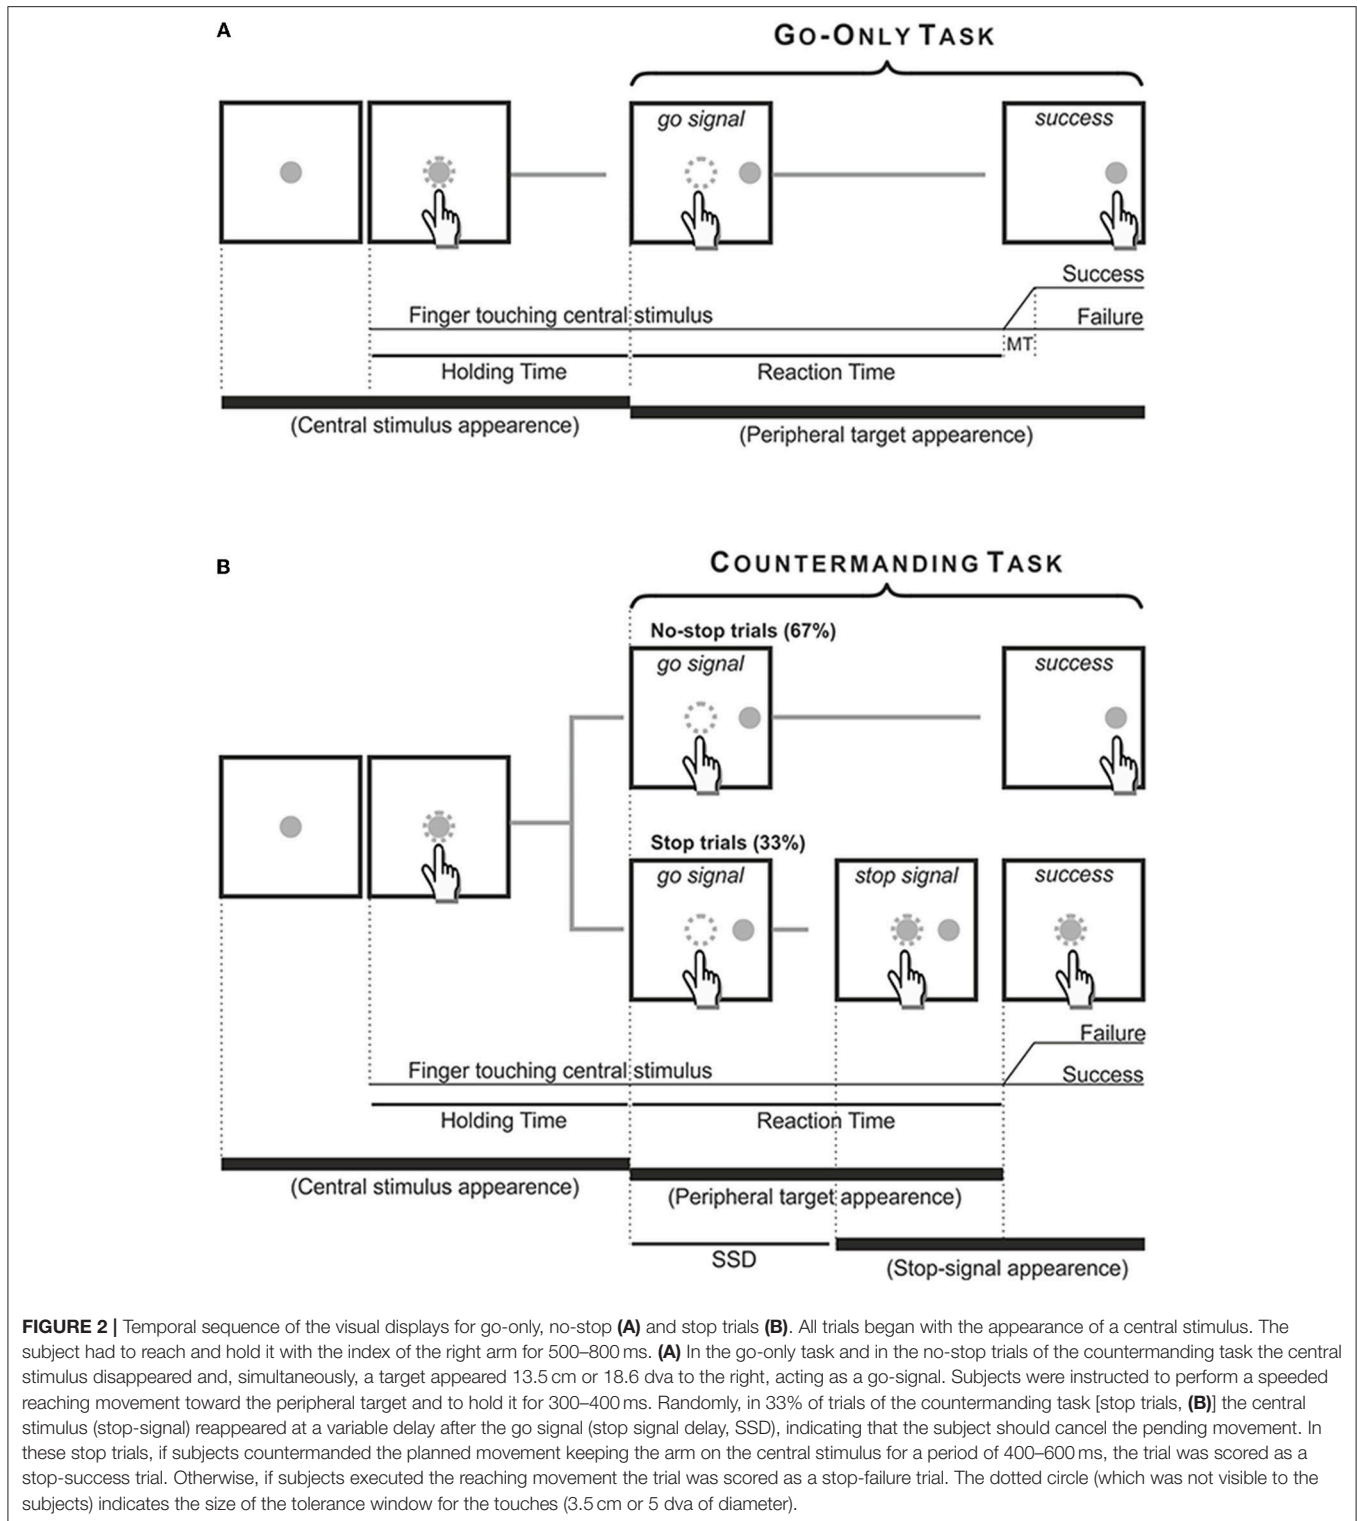 A
GO-ONLY TASK
go signal
success
Success
Finger touching central stimulus
Failure
MT
Holding Time
Reaction Time
(Central stimulus appearence)
(Peripheral target appearence)
B
COUNTERMANDING TASK
No-stop trials (67%)
go signal
success
Stop trials (33%)
go signal
stop signal
success
Failure
Finger touching central stimulus
Success
Holding Time
Reaction Time
(Central stimulus appearence)
(Peripheral target appearence)
SSD
(Stop-signal appearence)
FIGURE 2 | Temporal sequence of the visual displays for go-only, no-stop (A) and stop trials (B). All trials began with the appearance of a central stimulus. The
subject had to reach and hold it with the index of the right arm for 500–800 ms. (A) In the go-only task and in the no-stop trials of the countermanding task the central
stimulus disappeared and, simultaneously, a target appeared 13.5 cm or 18.6 dva to the right, acting as a go-signal. Subjects were instructed to perform a speeded
reaching movement toward the peripheral target and to hold it for 300–400 ms. Randomly, in 33% of trials of the countermanding task [stop trials, (B)] the central
stimulus (stop-signal) reappeared at a variable delay after the go signal (stop signal delay, SSD), indicating that the subject should cancel the pending movement. In
these stop trials, if subjects countermanded the planned movement keeping the arm on the central stimulus for a period of 400–600 ms, the trial was scored as a
stop-success trial. Otherwise, if subjects executed the reaching movement the trial was scored as a stop-failure trial. The dotted circle (which was not visible to the
subjects) indicates the size of the tolerance window for the touches (3.5 cm or 5 dva of diameter).